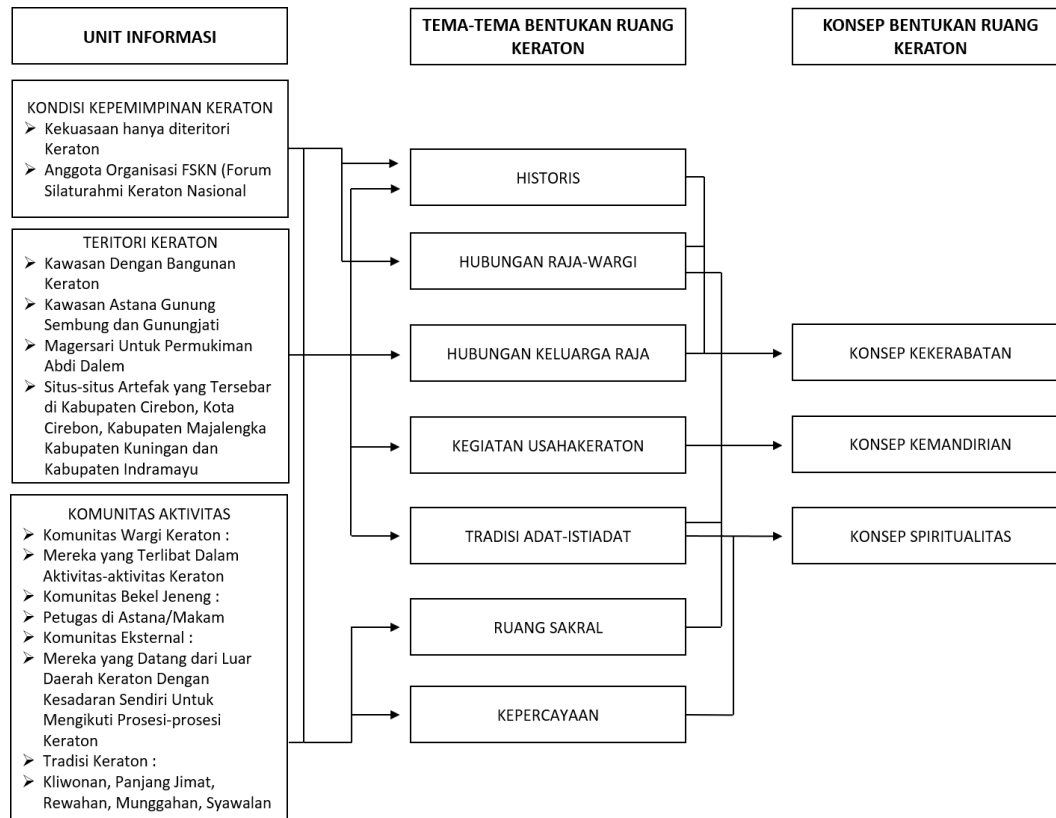 UNIT INFORMASI
TEMA-TEMA BENTUKAN RUANG
KERATON
KONSEP BENTUKAN RUANG
KERATON
KONDISI KEPEMIMPINAN KERATON
➢ Kekuasaan hanya diteritori
Keraton
➢ Anggota Organisasi FSKN (Forum
Silaturahmi Keraton Nasional
TERITORI KERATON
➢ Kawasan Dengan Bangunan
Keraton
➢ Kawasan Astana Gunung
Sembung dan Gunungjati
➢ Magersari Untuk Permukiman
Abdi Dalem
➢ Situs-situs Artefak yang Tersebar
di Kabupaten Cirebon, Kota
Cirebon, Kabupaten Majalengka
Kabupaten Kuningan dan
Kabupaten Indramayu
KOMUNITAS AKTIVITAS
➢ Komunitas Wargi Keraton :
➢ Mereka yang Terlibat Dalam
Aktivitas-aktivitas Keraton
➢ Komunitas Bekel Jeneng :
➢ Petugas di Astana/Makam
➢ Komunitas Eksternal :
➢ Mereka yang Datang dari Luar
Daerah Keraton Dengan
Kesadaran Sendiri Untuk
Mengikuti Prosesi-prosesi
Keraton
➢ Tradisi Keraton :
➢ Kliwonan, Panjang Jimat,
Rewahan, Munggahan, Syawalan
HISTORIS
HUBUNGAN RAJA-WARGI
HUBUNGAN KELUARGA RAJA
KEGIATAN USAHAKERATON
TRADISI ADAT-ISTIADAT
RUANG SAKRAL
KEPERCAYAAN
KONSEP KEKERABATAN
KONSEP KEMANDIRIAN
KONSEP SPIRITUALITAS